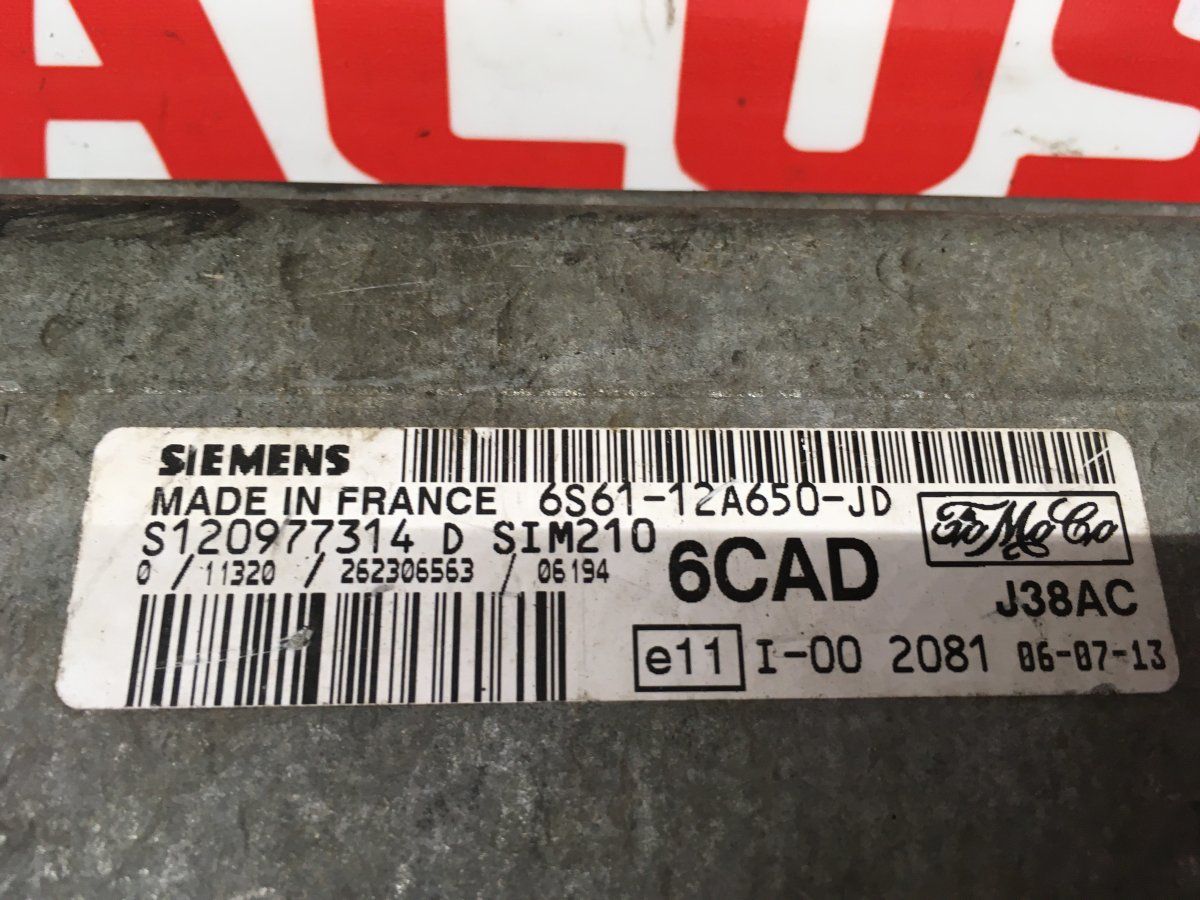 ALOS
SIEMENS
MADE IN FRANCE 6S61-12A650-JD
S120977314 D SIM210
FoMoCo
0 / 11320 / 262306563 / 06194
6CAD
J38AC
e11 I-00 2081 06-07-13